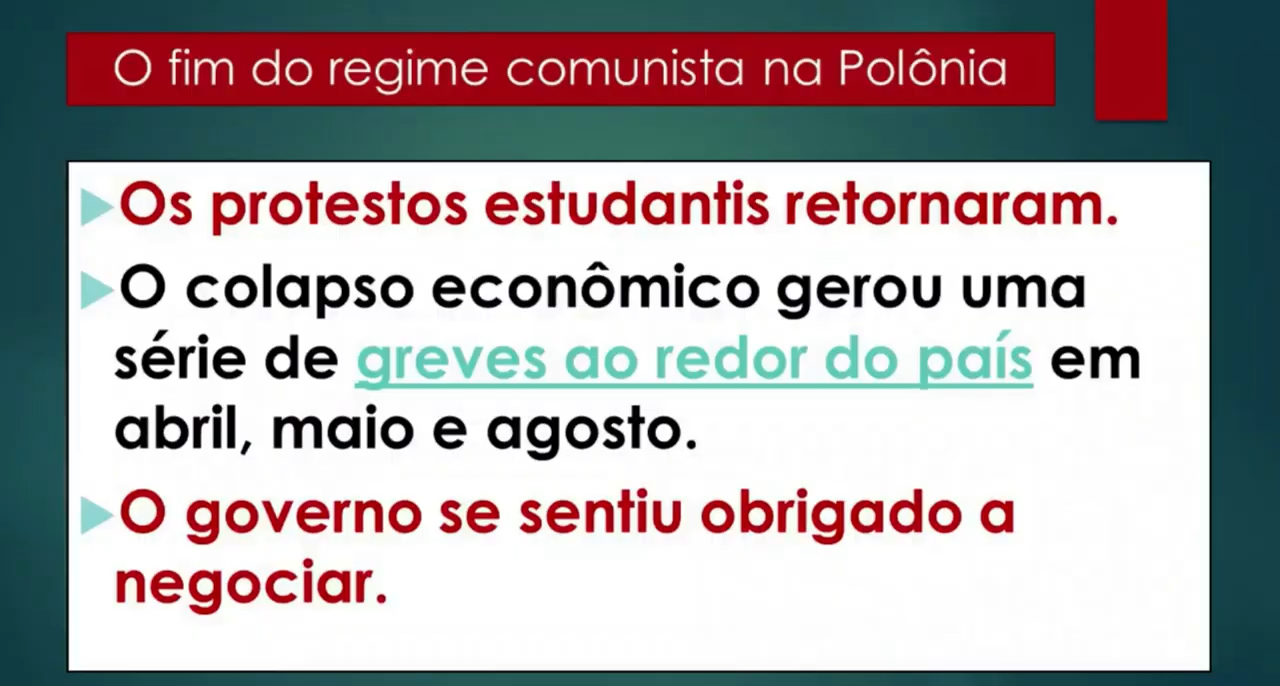 O fim do regime comunista na Polônia
Os protestos estudantis retornaram.
O colapso econômico gerou uma
série de greves ao redor do país em
abril, maio e agosto.
O governo se sentiu obrigado a
negociar.